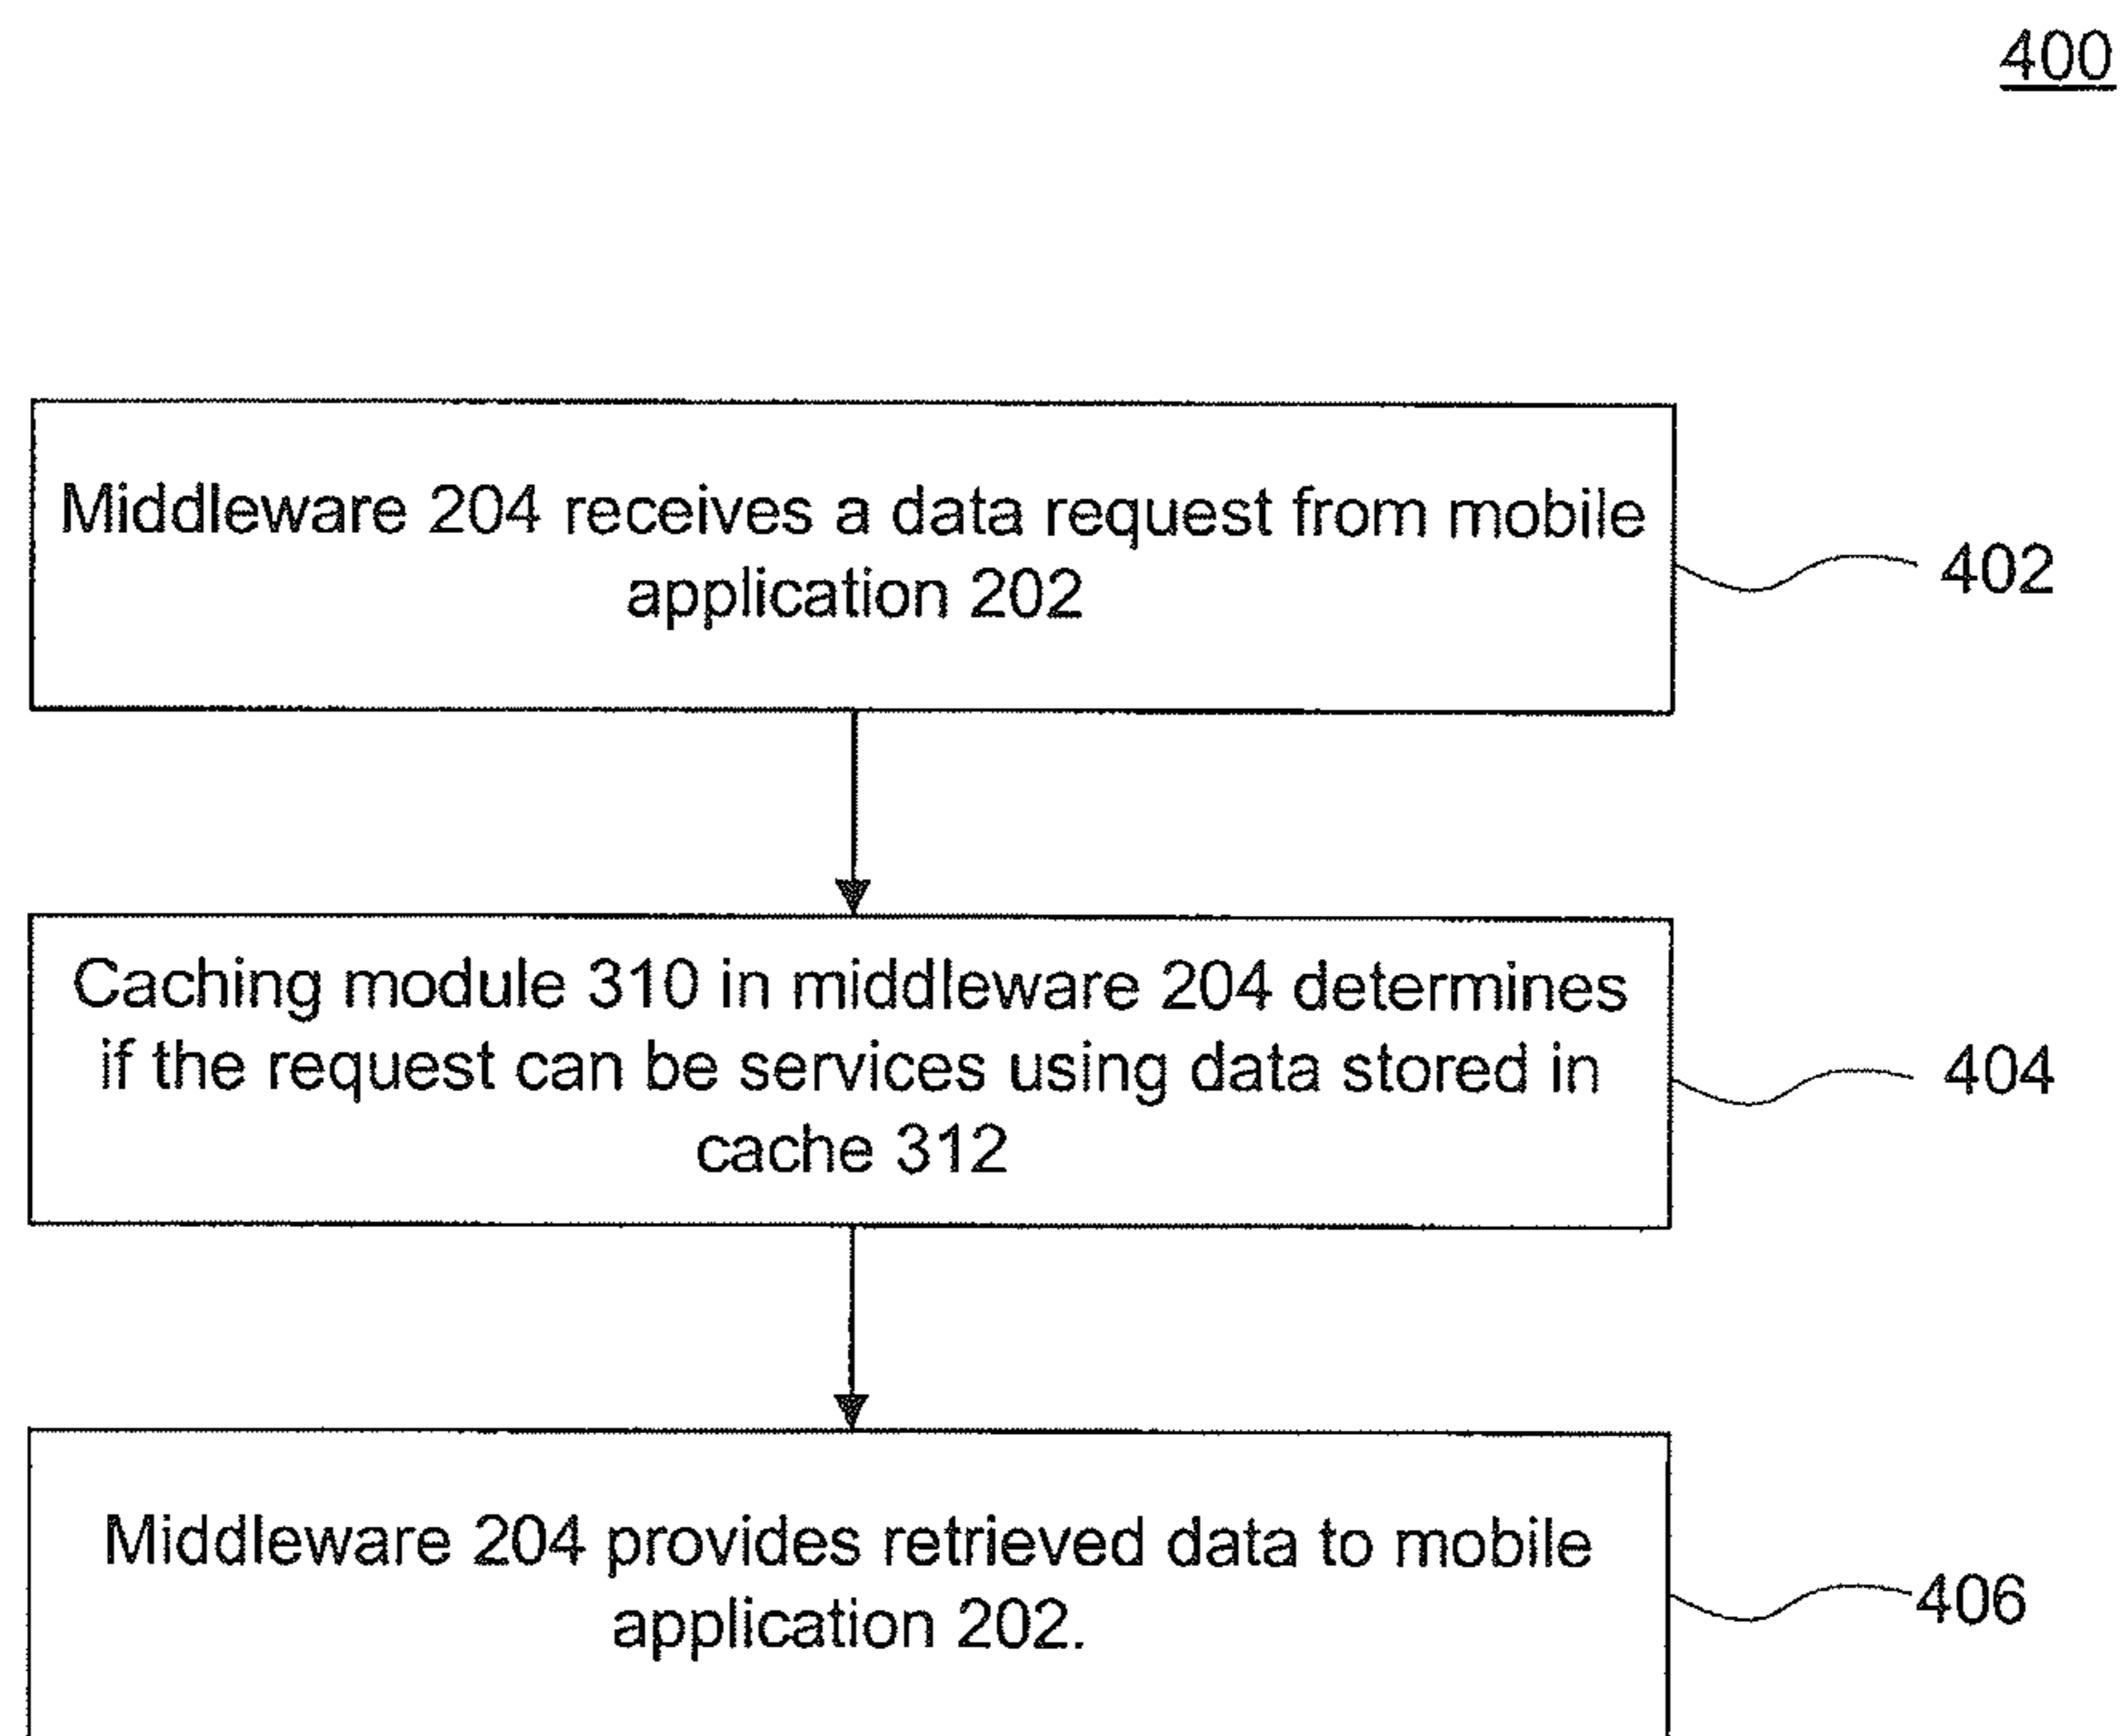 400
Middleware 204 receives a data request from mobile
application 202
402
Caching module 310 in middleware 204 determines
if the request can be services using data stored in
cache 312
404
Middleware 204 provides retrieved data to mobile
application 202.
406